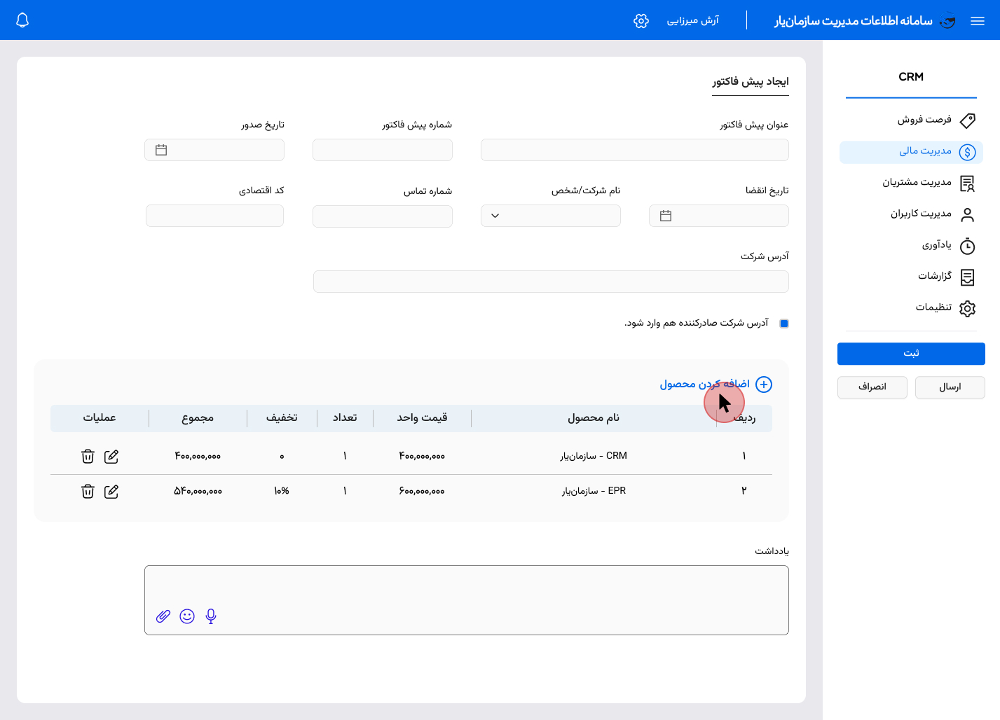 سامانه اطلاعات مدیریت سازمان‌یار
آرش میرزایی
CRM
فرصت فروش
مدیریت مالی
مدیریت مشتریان
مدیریت کاربران
یادآوری
گزارشات
تنظیمات
ثبت
ارسال انصراف
ایجاد پیش فاکتور
عنوان پیش فاکتور شماره پیش فاکتور تاریخ صدور
تاریخ انقضا نام شرکت/شخص شماره تماس کد اقتصادی
آدرس شرکت
آدرس شرکت صادرکننده هم وارد شود.
اضافه کردن محصول
ردیف نام محصول قیمت واحد تعداد تخفیف مجموع عملیات
۱ CRM - سازمان‌یار ۴۰۰,۰۰۰,۰۰۰ ۱ ۰ ۴۰۰,۰۰۰,۰۰۰
۲ EPR - سازمان‌یار ۶۰۰,۰۰۰,۰۰۰ ۱ ۱۰% ۵۴۰,۰۰۰,۰۰۰
یادداشت